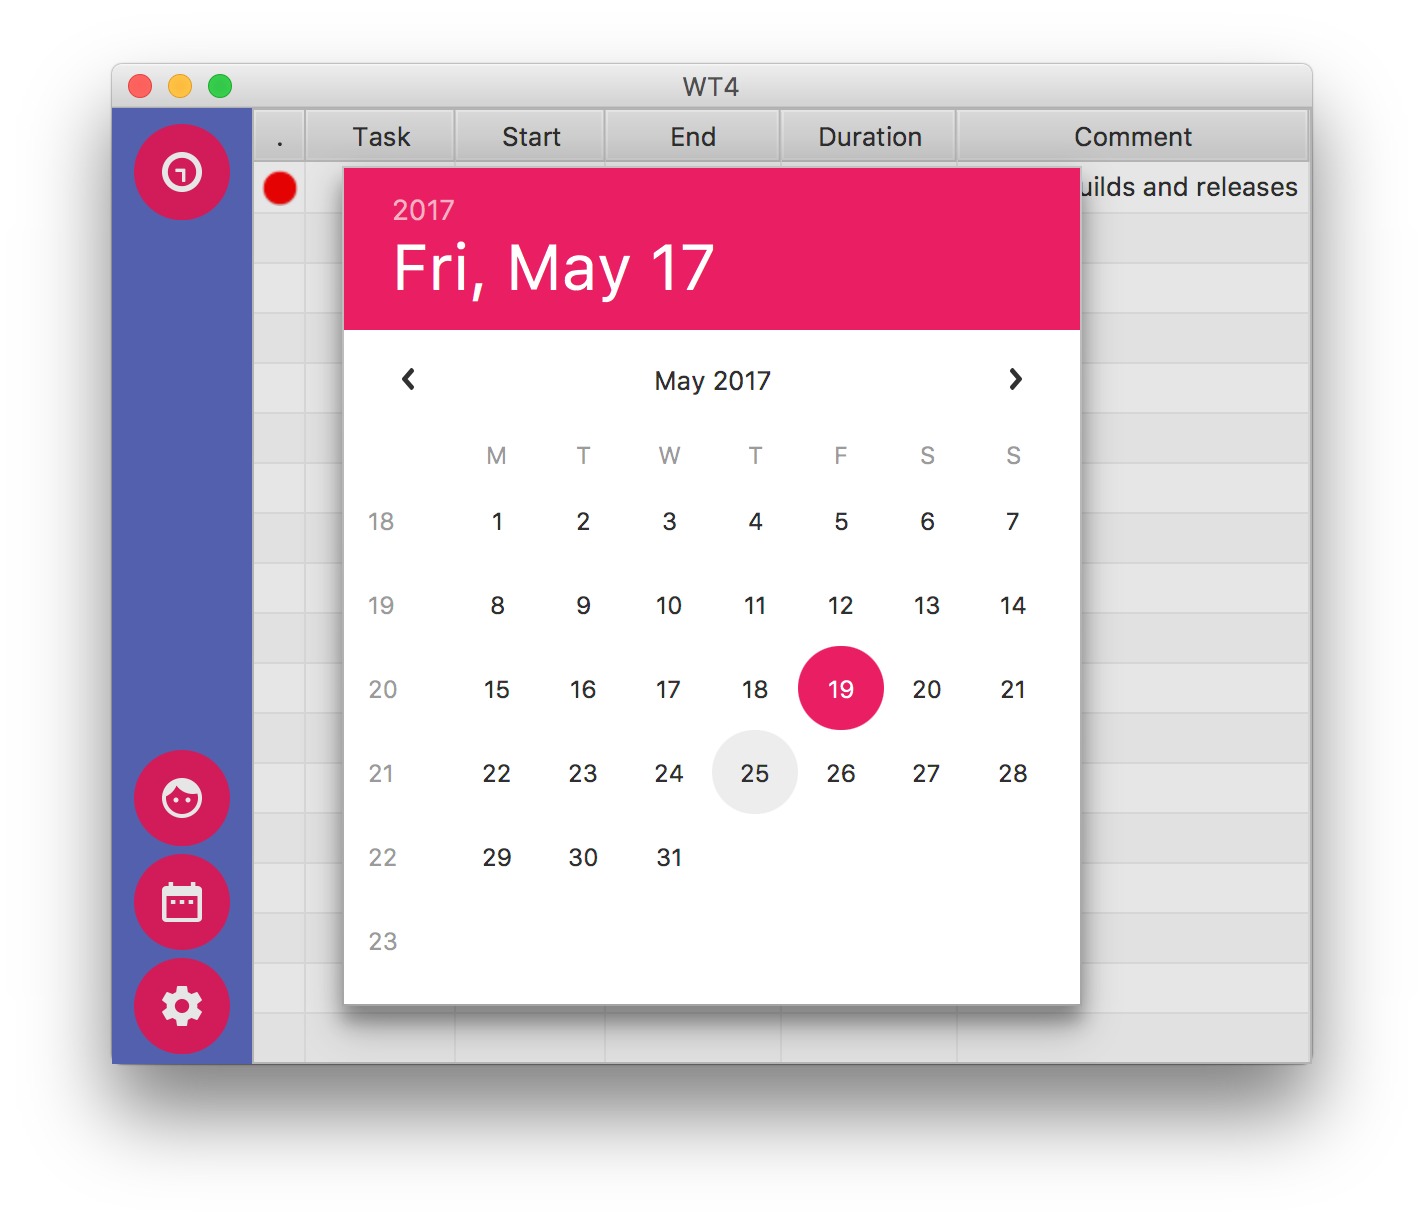 WT4
. Task Start End Duration Comment
uilds and releases
2017
Fri, May 17
May 2017
M T W T F S S
18 1 2 3 4 5 6 7
19 8 9 10 11 12 13 14
20 15 16 17 18 19 20 21
21 22 23 24 25 26 27 28
22 29 30 31
23